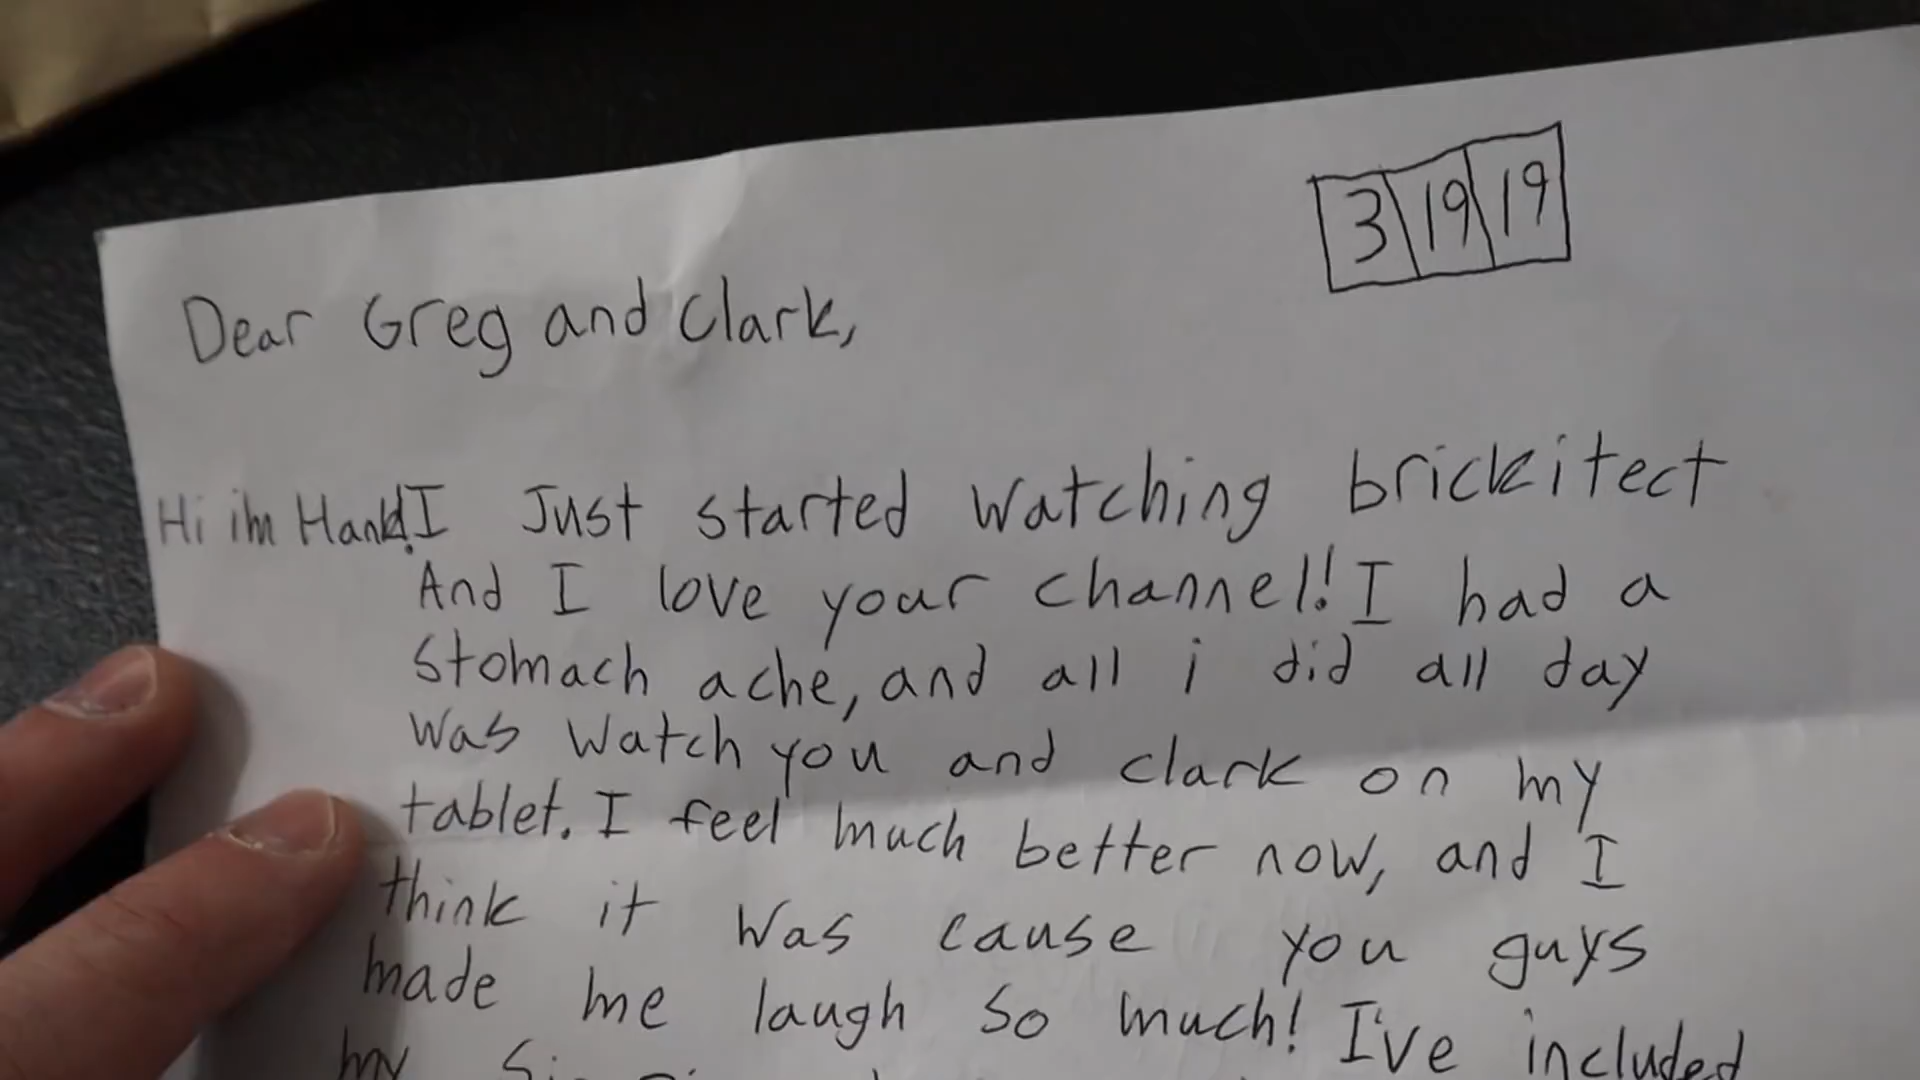 3 19 19
Dear Greg and Clark,
Hi im Hank! I Just started watching brickitect
And I love your channel! I had a
Stomach ache, and all i did all day
was watch you and clark on my
tablet. I feel much better now, and I
think it was cause you guys
made me laugh so much! I've included
my